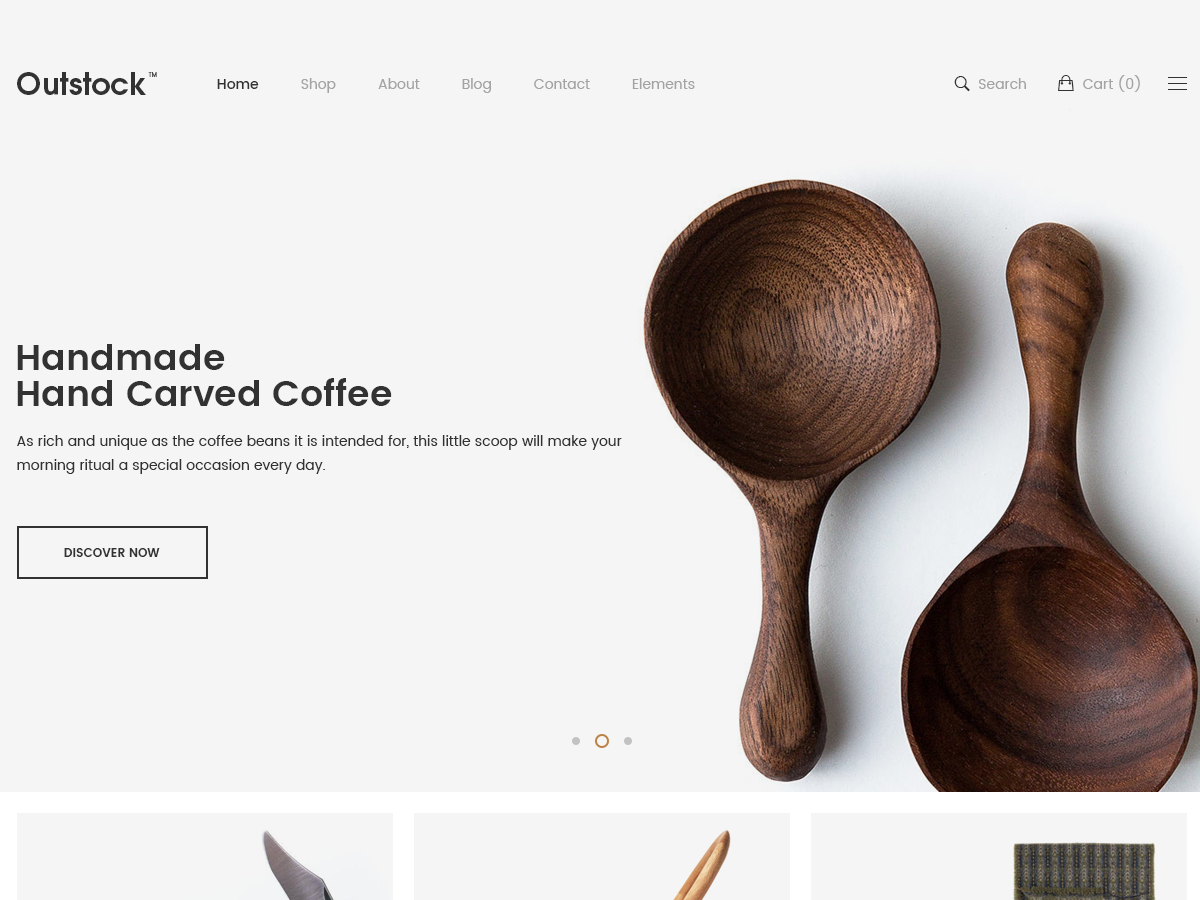 Outstock™ Home Shop About Blog Contact Elements Search Cart (0)
Handmade
Hand Carved Coffee
As rich and unique as the coffee beans it is intended for, this little scoop will make your
morning ritual a special occasion every day.
DISCOVER NOW